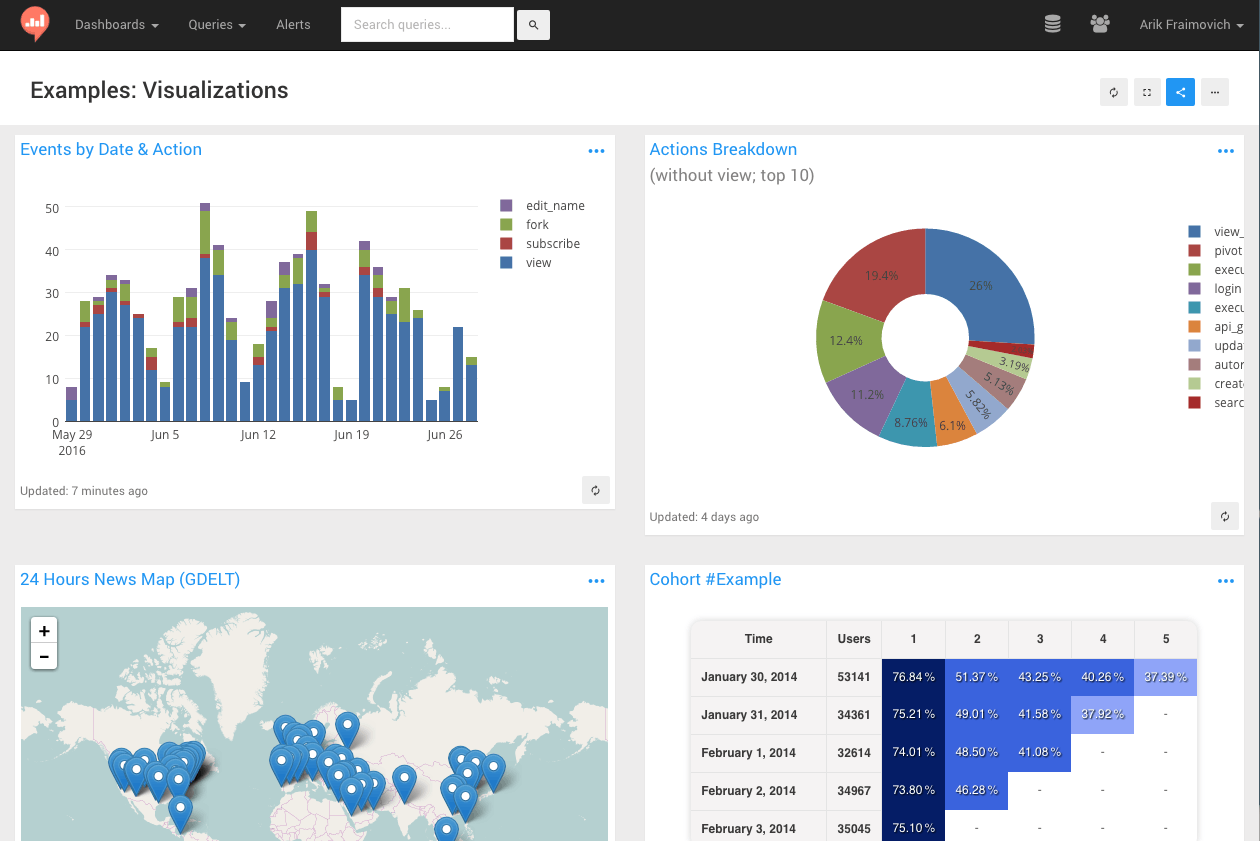 Dashboards Queries Alerts Search queries... Arik Fraimovich
Examples: Visualizations
Events by Date & Action
50
40
30
20
10
0
May 29 Jun 5 Jun 12 Jun 19 Jun 26
2016
edit_name
fork
subscribe
view
Updated: 7 minutes ago
Actions Breakdown
(without view; top 10)
26%
19.4%
12.4%
11.2%
8.76%
6.1%
5.82%
5.13%
3.19%
view_
pivot
execu
login
execu
api_g
upda
autor
create
searc
Updated: 4 days ago
24 Hours News Map (GDELT)
+
−
Cohort #Example
Time Users 1 2 3 4 5
January 30, 2014 53141 76.84% 51.37% 43.25% 40.26% 37.39%
January 31, 2014 34361 75.21% 49.01% 41.58% 37.92% -
February 1, 2014 32614 74.01% 48.50% 41.08% - -
February 2, 2014 34967 73.80% 46.28% - - -
February 3, 2014 35045 75.10% - - - -